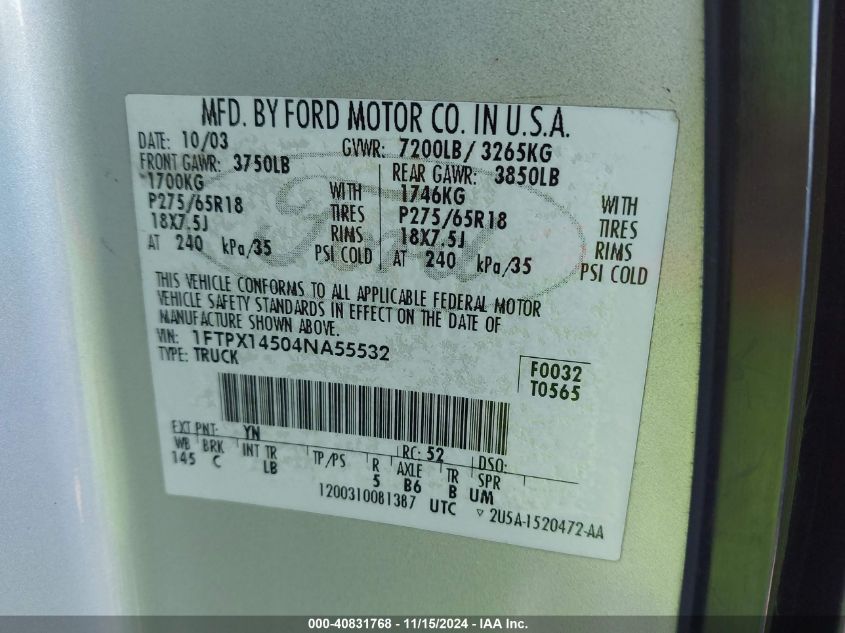 MFD. BY FORD MOTOR CO. IN U.S.A.
DATE: 10/03 GVWR: 7200LB / 3265KG
FRONT GAWR: 3750LB REAR GAWR: 3850LB
1700KG WITH 1746KG WITH
P275/65R18 TIRES P275/65R18 TIRES
18X7.5J RIMS 18X7.5J RIMS
AT 240 kPa/35 PSI COLD AT 240 kPa/35 PSI COLD
THIS VEHICLE CONFORMS TO ALL APPLICABLE FEDERAL MOTOR
VEHICLE SAFETY STANDARDS IN EFFECT ON THE DATE OF
MANUFACTURE SHOWN ABOVE.
VIN: 1FTPX14504NA55532
TYPE: TRUCK
F0032
T0565
EXT PNT: YN RC: 52 DSO:
WB BRK INT TR TP/PS R AXLE TR SPR
145 C LB 5 B6 B UM
1200310081387 UTC ▽ 2U5A-1520472-AA
Ford
000-40831768 - 11/15/2024 - IAA Inc.